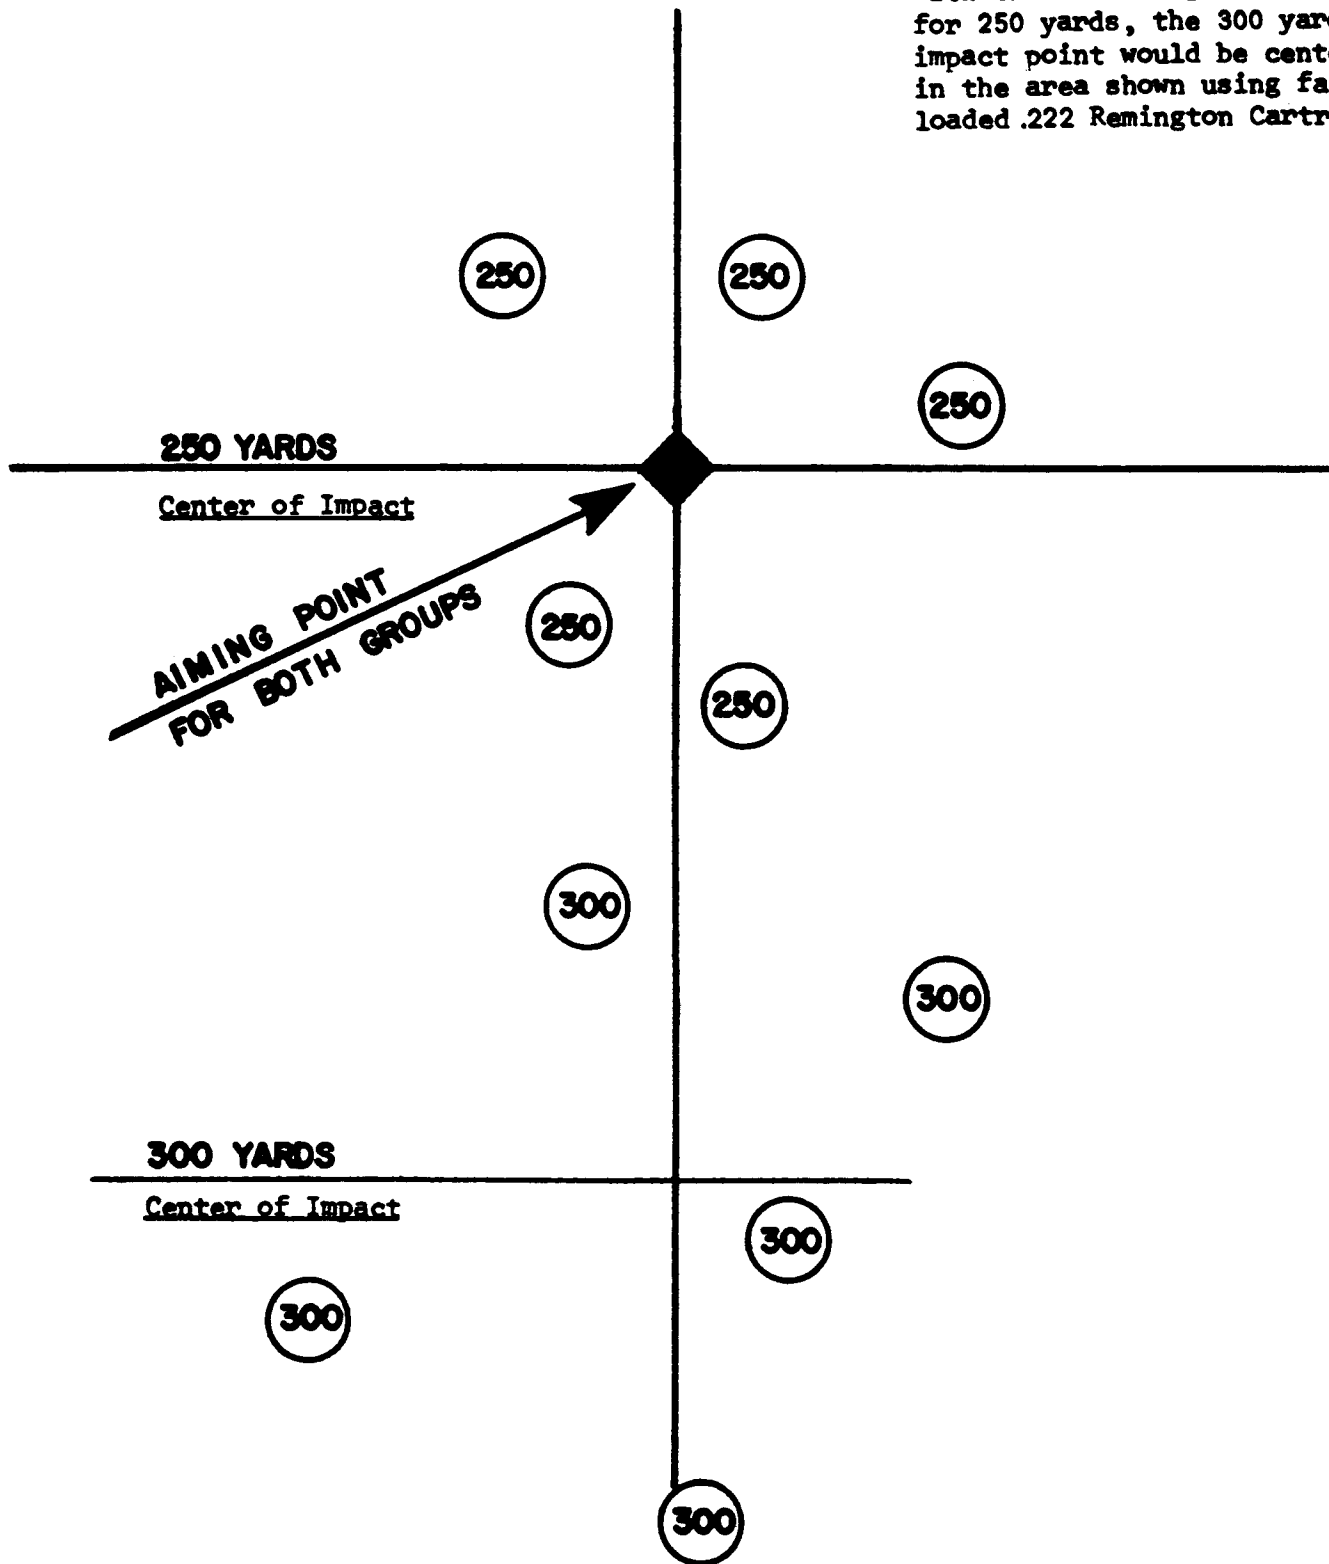 for 250 yards, the 300 yar
impact point would be cent
in the area shown using fa
loaded .222 Remington Cartr
250
250
250
250 YARDS
Center of Impact
AIMING POINT
FOR BOTH GROUPS
250
250
300
300
300 YARDS
Center of Impact
300
300
300